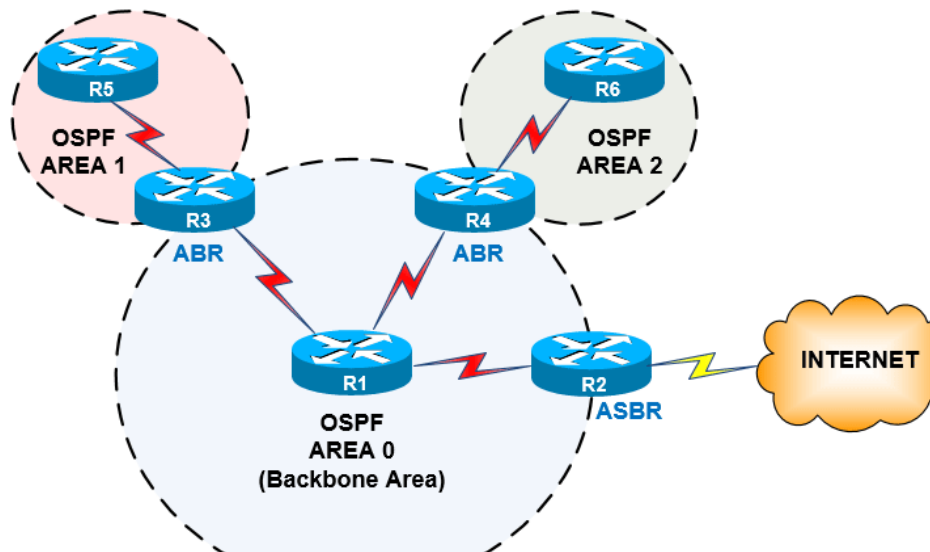 R5
OSPF
AREA 1
R3
ABR
R6
OSPF
AREA 2
R4
ABR
R1
OSPF
AREA 0
(Backbone Area)
R2
ASBR
INTERNET